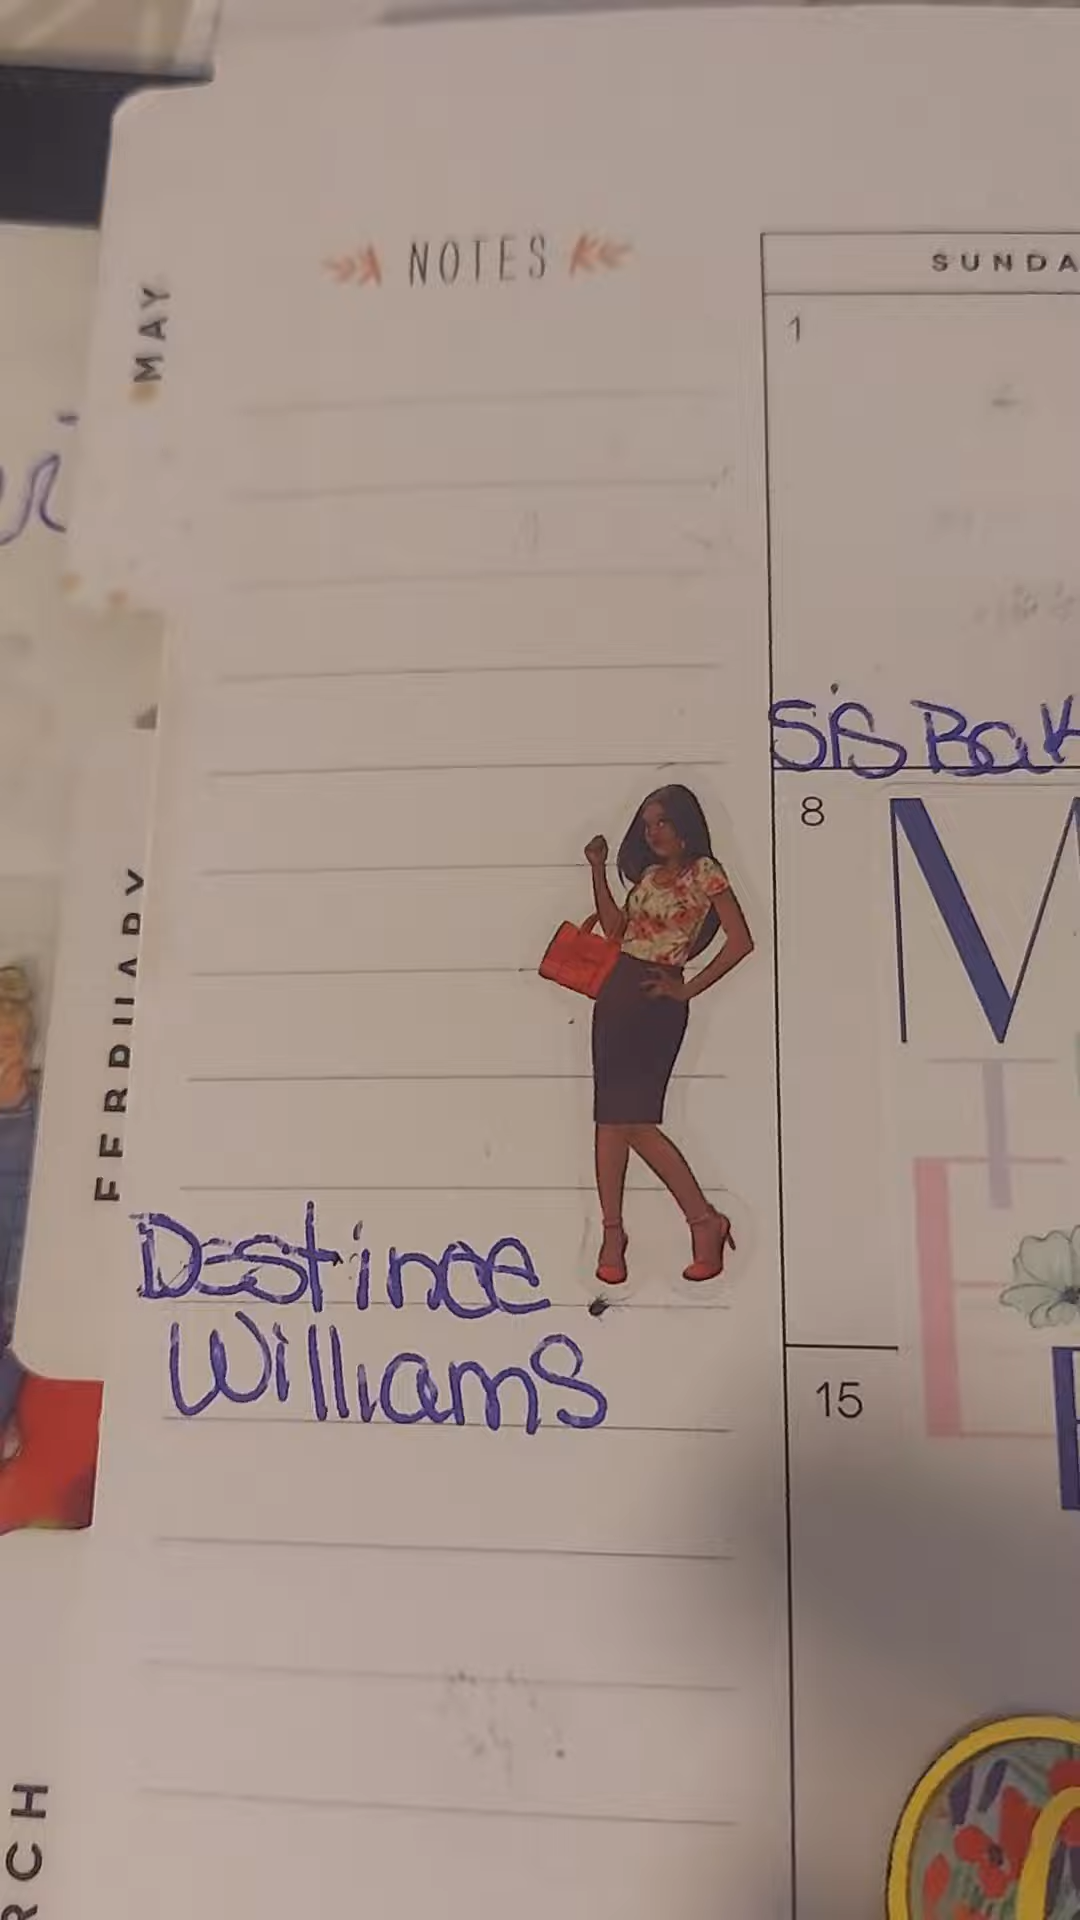 NOTES
MAY
SUNDA
1
SiS Bak
8
M
T
E
FEBRUARY
Destinee
Williams
15
RCH